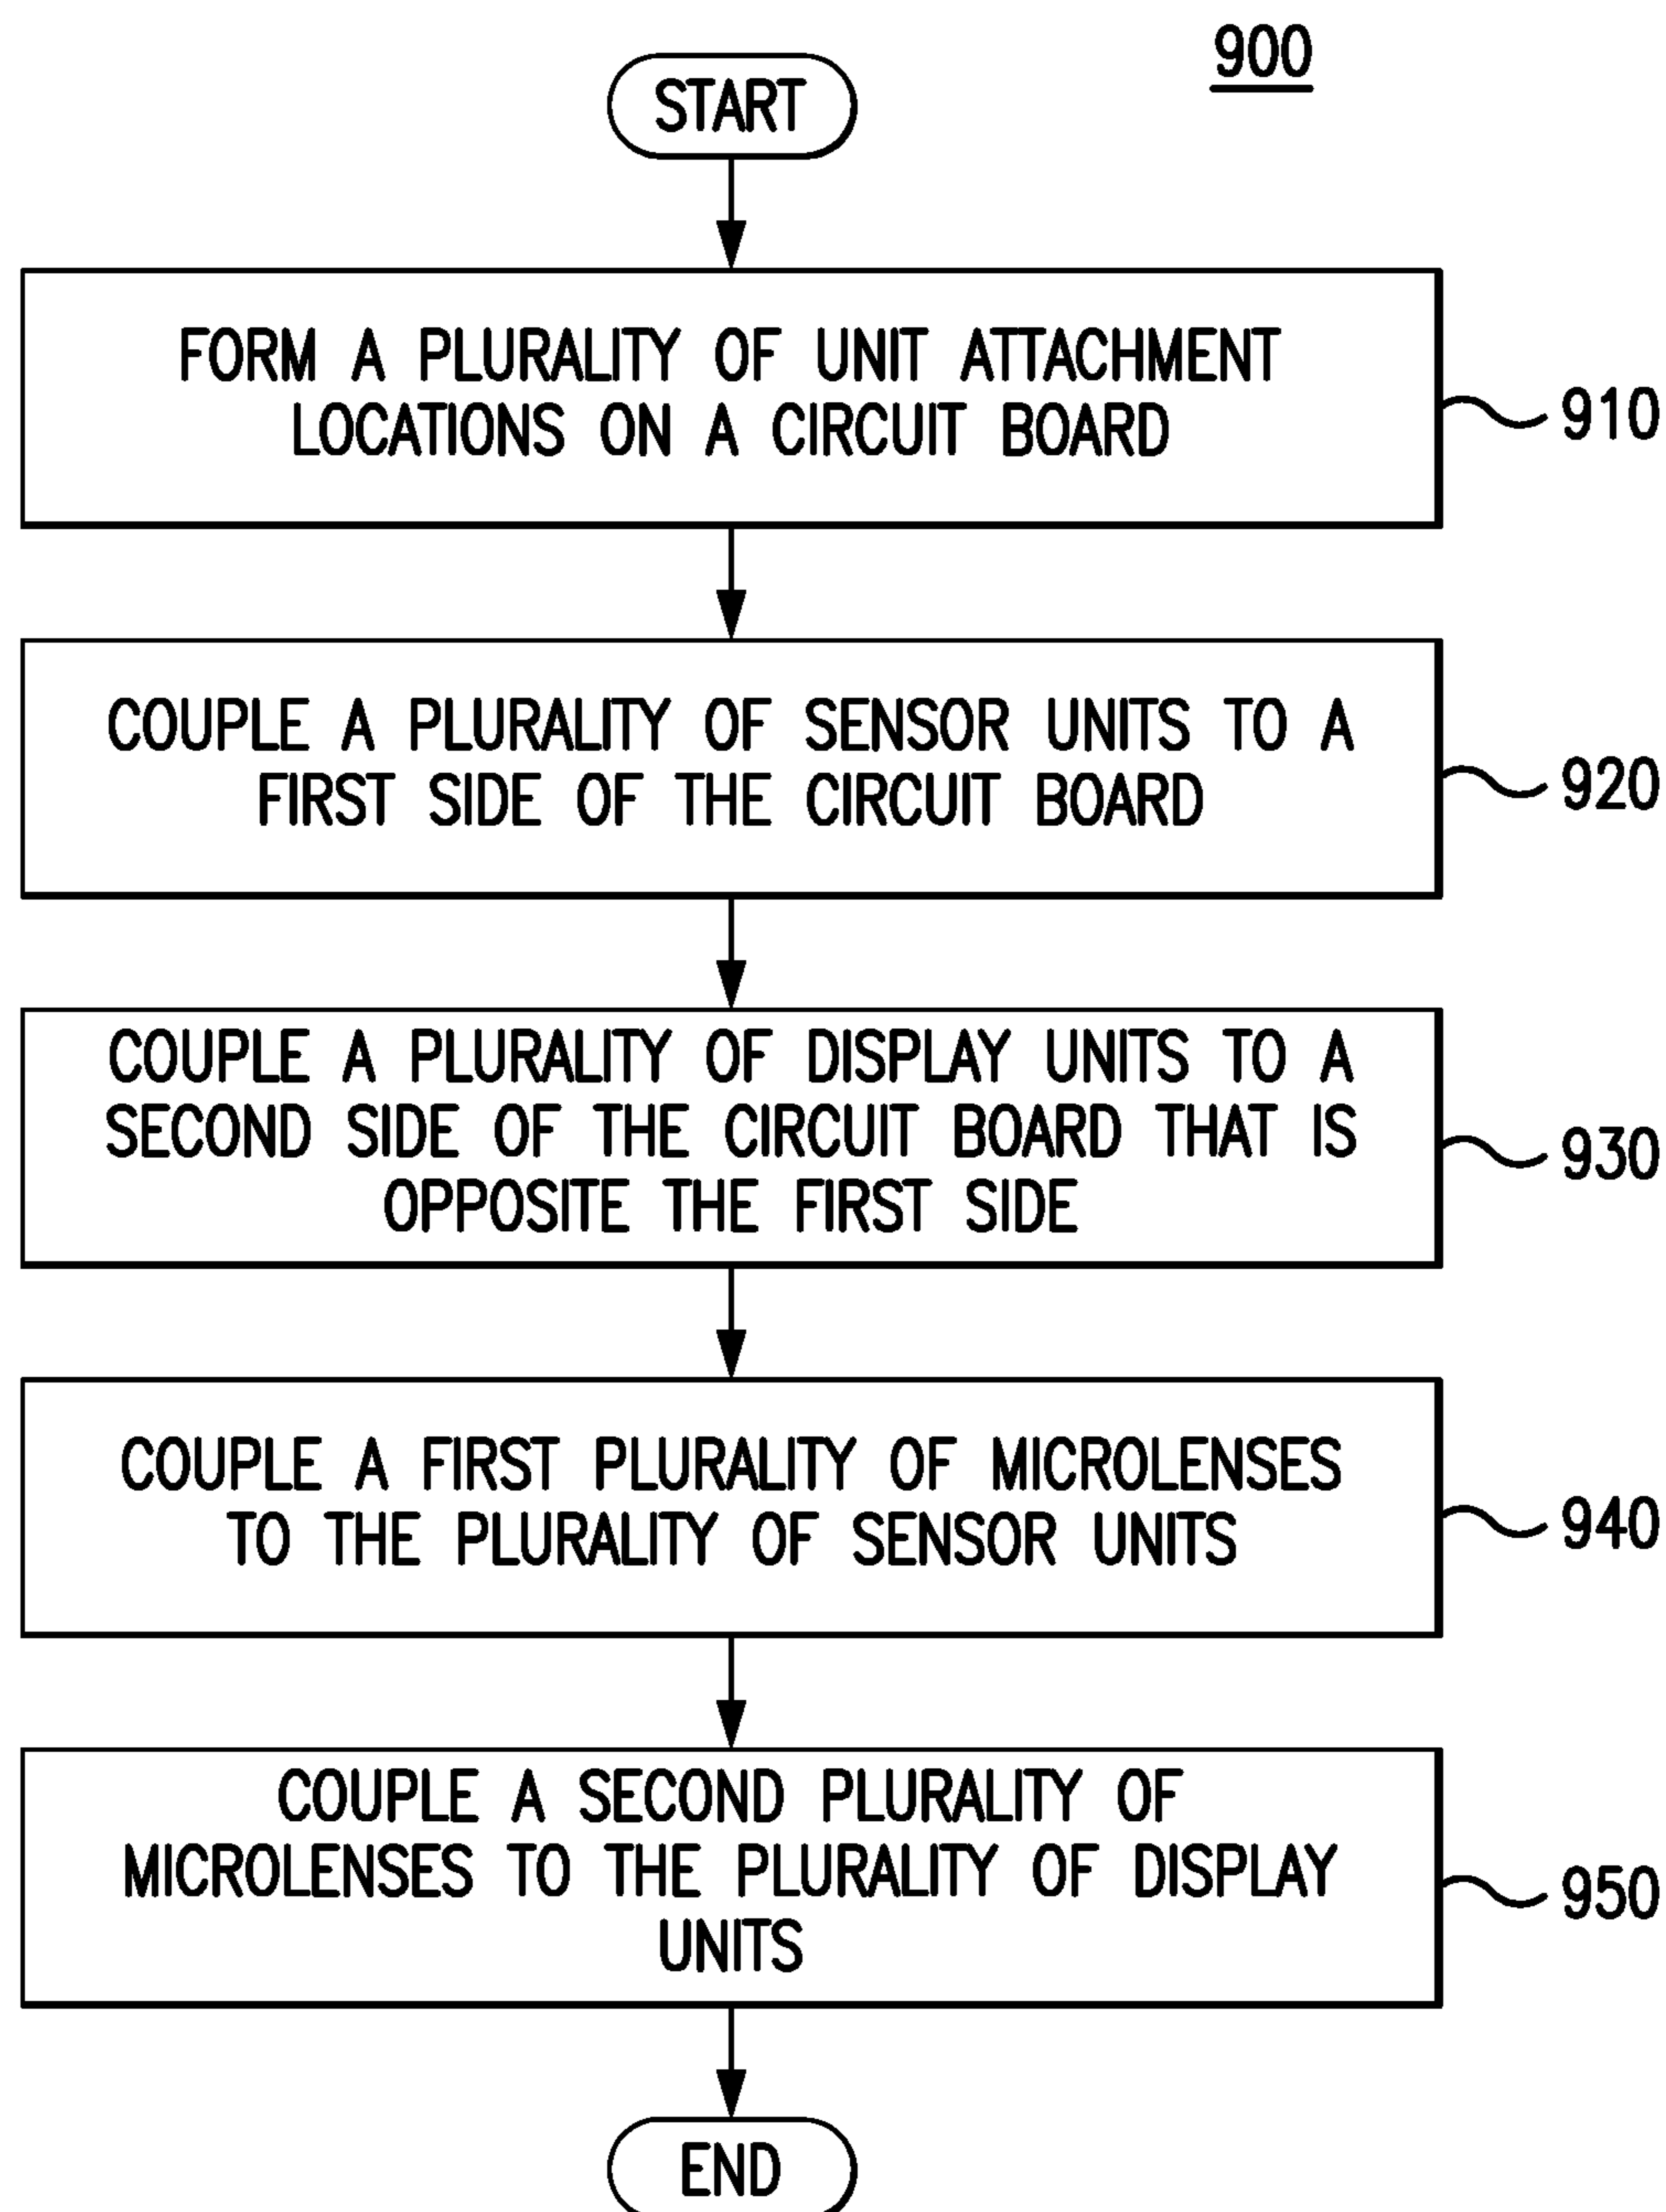 900
START
FORM A PLURALITY OF UNIT ATTACHMENT
LOCATIONS ON A CIRCUIT BOARD
910
COUPLE A PLURALITY OF SENSOR UNITS TO A
FIRST SIDE OF THE CIRCUIT BOARD
920
COUPLE A PLURALITY OF DISPLAY UNITS TO A
SECOND SIDE OF THE CIRCUIT BOARD THAT IS
OPPOSITE THE FIRST SIDE
930
COUPLE A FIRST PLURALITY OF MICROLENSES
TO THE PLURALITY OF SENSOR UNITS
940
COUPLE A SECOND PLURALITY OF
MICROLENSES TO THE PLURALITY OF DISPLAY
UNITS
950
END